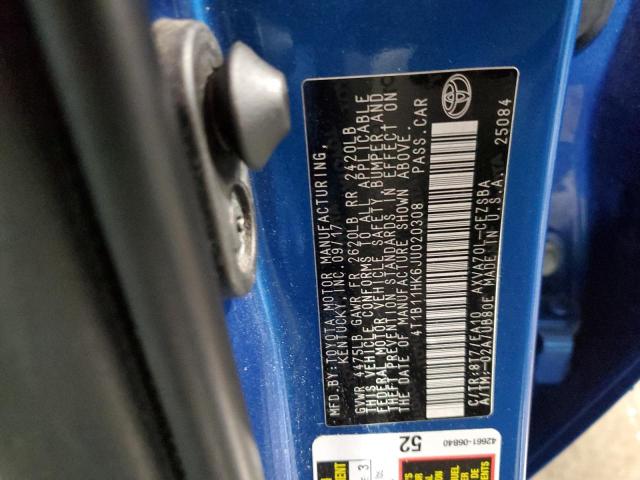 MFD. BY:TOYOTA MOTOR MANUFACTURING,
KENTUCKY, INC. 09/17
GVWR 4475LB GAWR FR 2620LB RR 2420LB
THIS VEHICLE CONFORMS TO ALL APPLICABLE
FEDERAL MOTOR VEHICLE SAFETY, BUMPER, AND
THEFT PREVENTION STANDARDS IN EFFECT ON
THE DATE OF MANUFACTURE SHOWN ABOVE.
4T1B11HK6JU020308 PASS.CAR
C/TR:8T7/EA10 AXVA70L-CEZSBA
A/TM:-02A/UB80E MADE IN U.S.A.
25084
TOYOTA
42661-06840
52